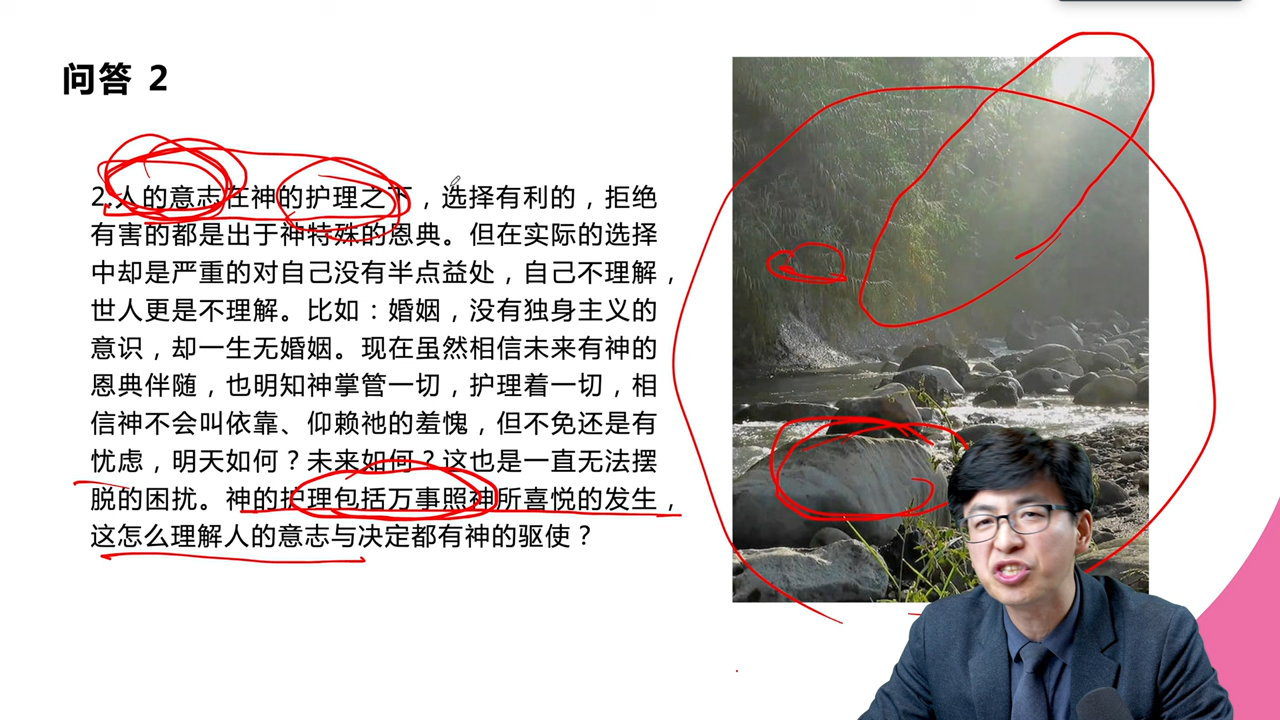 问答 2
2.人的意志在神的护理之下，选择有利的，拒绝
有害的都是出于神特殊的恩典。但在实际的选择
中却是严重的对自己没有半点益处，自己不理解，
世人更是不理解。比如：婚姻，没有独身主义的
意识，却一生无婚姻。现在虽然相信未来有神的
恩典伴随，也明知神掌管一切，护理着一切，相
信神不会叫依靠、仰赖祂的羞愧，但不免还是有
忧虑，明天如何？未来如何？这也是一直无法摆
脱的困扰。神的护理包括万事照神所喜悦的发生，
这怎么理解人的意志与决定都有神的驱使？